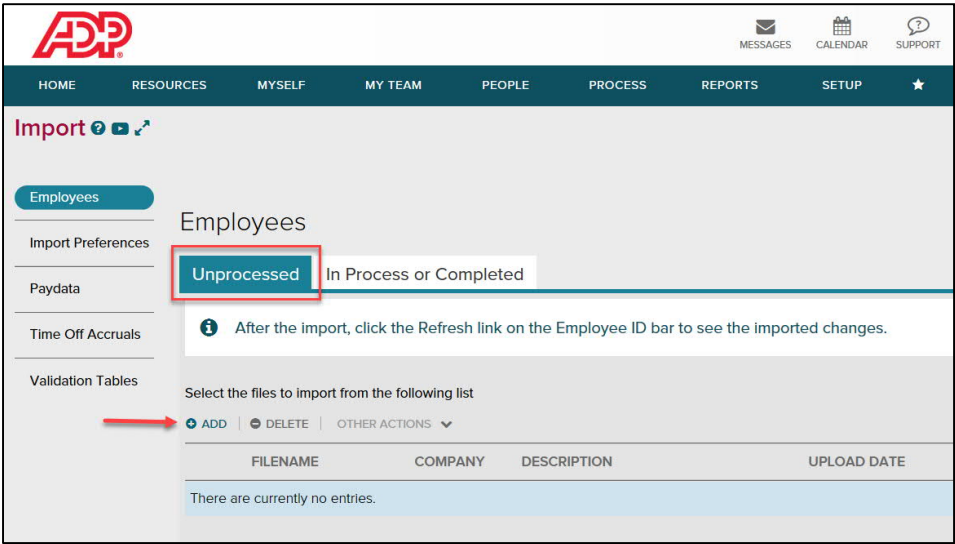 ADP
MESSAGES CALENDAR SUPPORT
HOME RESOURCES MYSELF MY TEAM PEOPLE PROCESS REPORTS SETUP
Import
Employees
Import Preferences
Paydata
Time Off Accruals
Validation Tables
Employees
Unprocessed In Process or Completed
After the import, click the Refresh link on the Employee ID bar to see the imported changes.
Select the files to import from the following list
ADD | DELETE | OTHER ACTIONS
FILENAME COMPANY DESCRIPTION UPLOAD DATE
There are currently no entries.